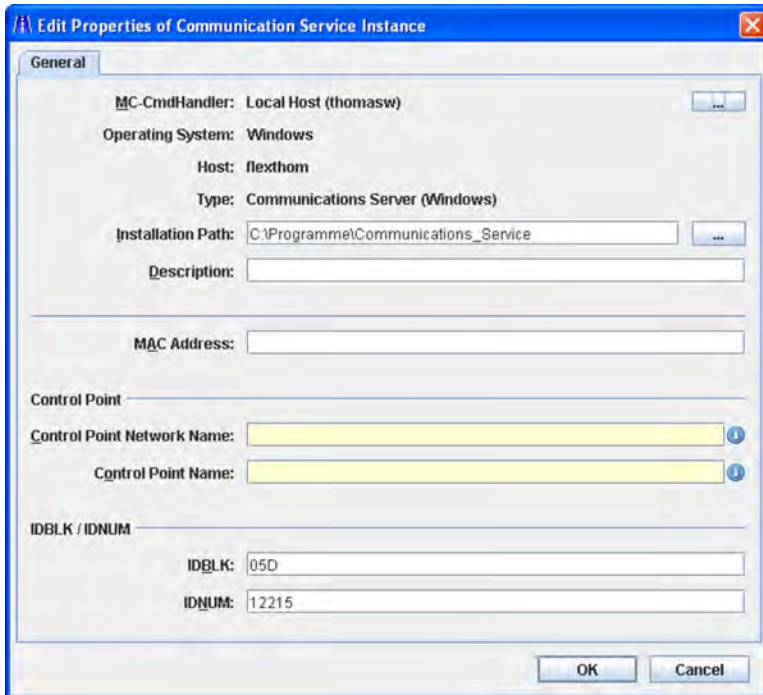 Edit Properties of Communication Service Instance
General
MC-CmdHandler: Local Host (thomasw) ...
Operating System: Windows
Host: flexthom
Type: Communications Server (Windows)
Installation Path: C:\Programme\Communications_Service ...
Description:
MAC Address:
Control Point
Control Point Network Name:
Control Point Name:
IDBLK / IDNUM
IDBLK: 05D
IDNUM: 12215
OK Cancel